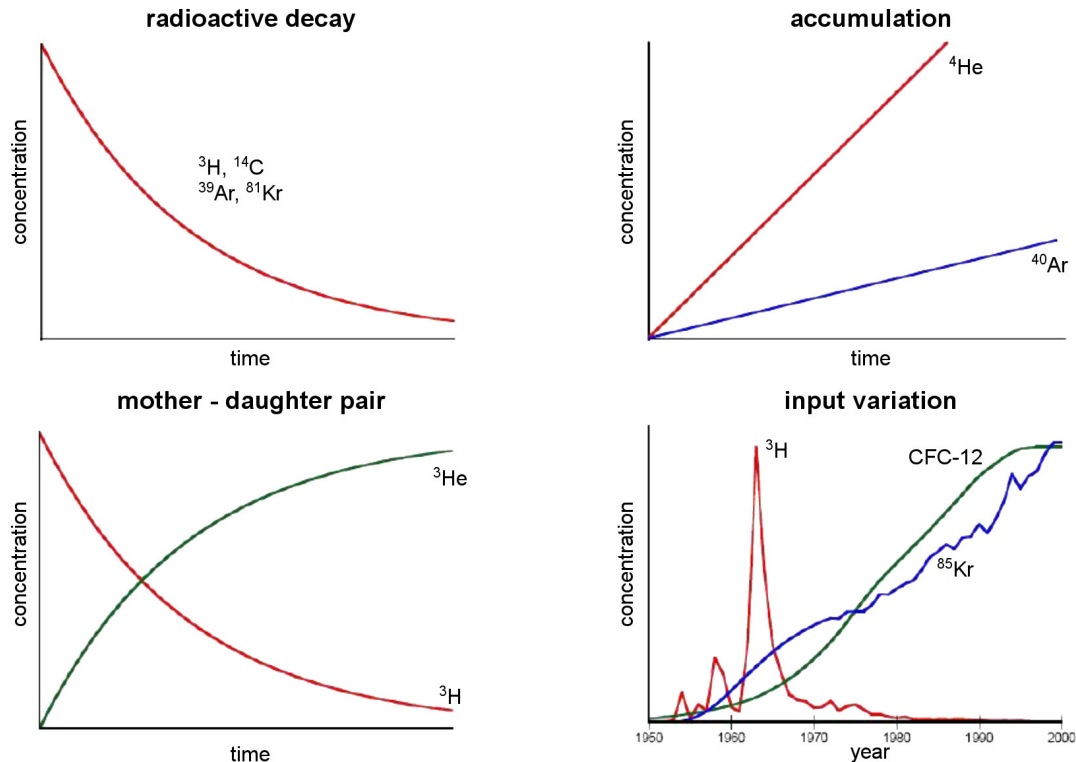 radioactive decay
concentration
³H, ¹⁴C
³⁹Ar, ⁸¹Kr
time
accumulation
concentration
⁴He
⁴⁰Ar
time
mother - daughter pair
concentration
³He
³H
time
input variation
concentration
³H
CFC-12
⁸⁵Kr
1950 1960 1970 1980 1990 2000
year